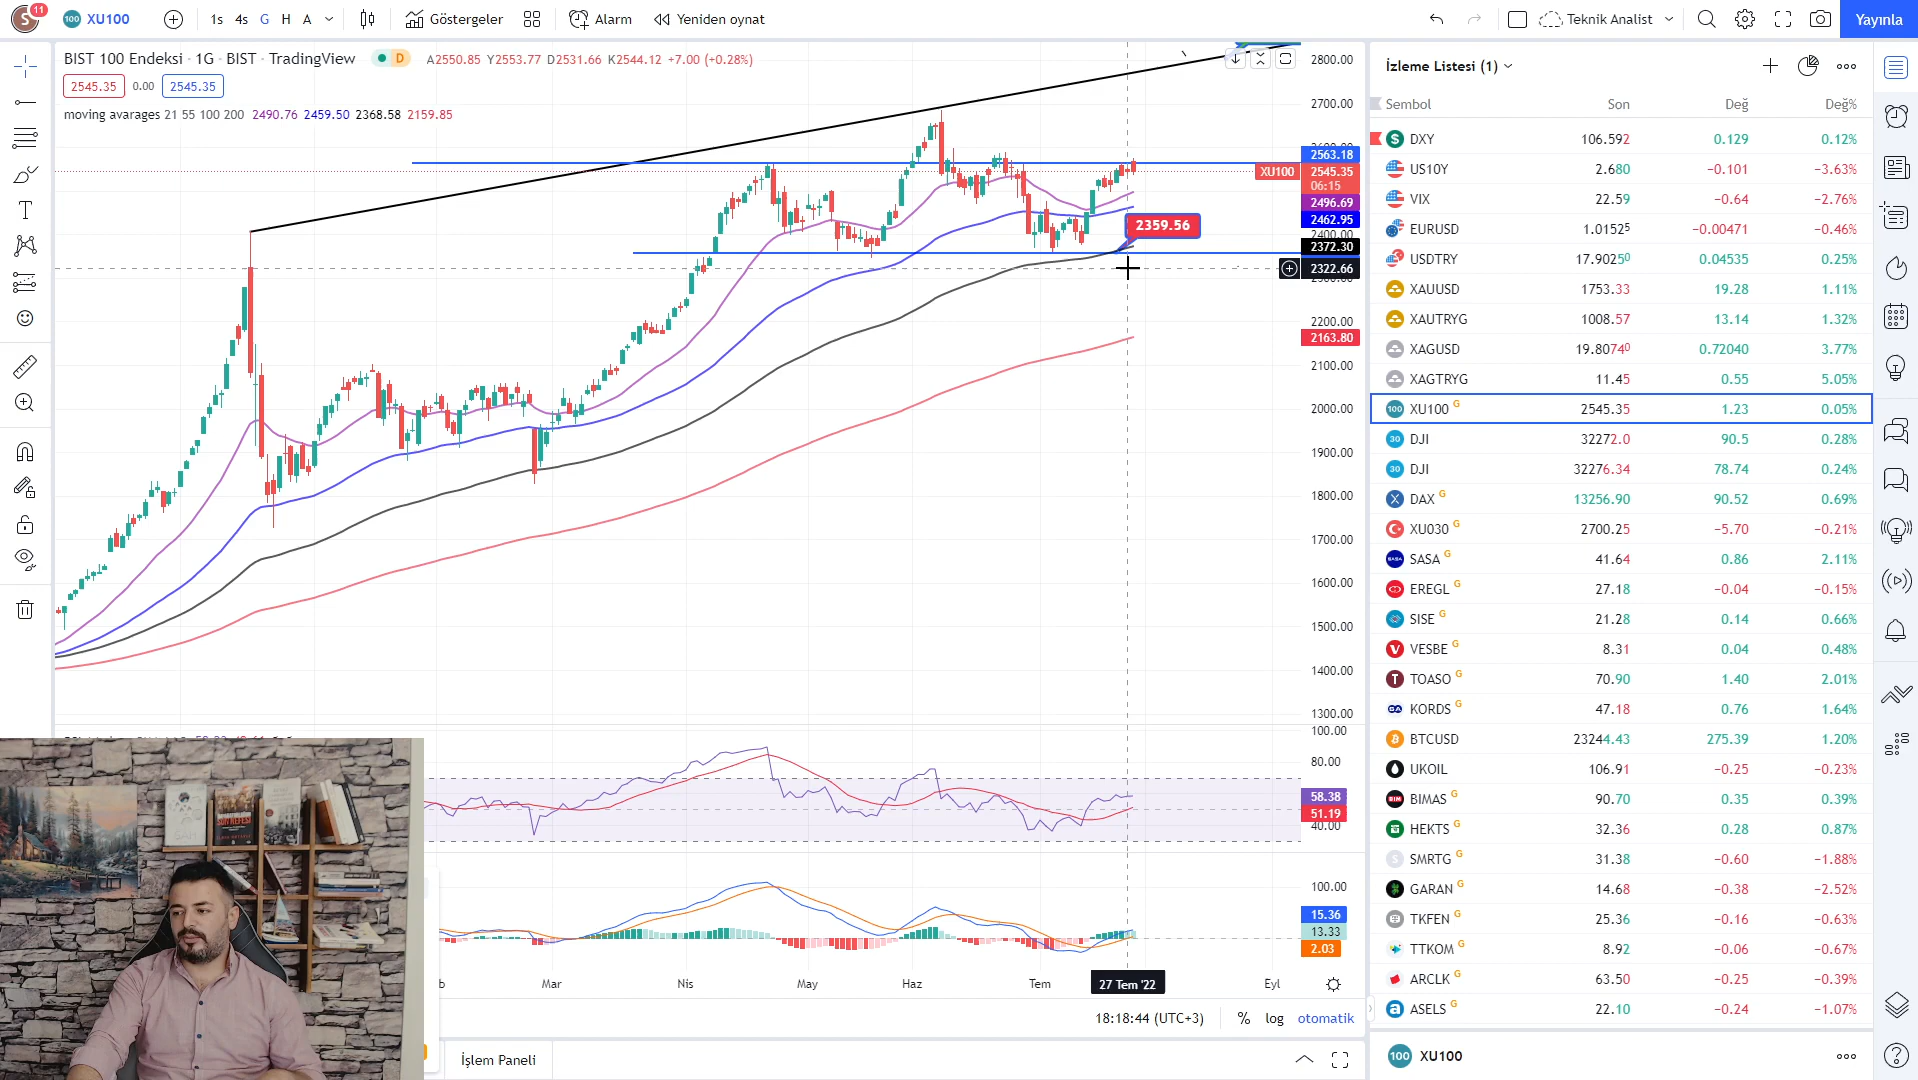 S 11 100 XU100 1s 4s G H A Göstergeler Alarm Yeniden oynat Teknik Analist Yayınla
BIST 100 Endeksi · 1G · BIST · TradingView D A2550.85 Y2553.77 D2531.66 K2544.12 +7.00 (+0.28%)
2545.35 0.00 2545.35
moving avarages 21 55 100 200 2490.76 2459.50 2368.58 2159.85
2800.00
2700.00
2563.18
XU100 2545.35
06:15
2496.69
2462.95
2359.56
2400.00
2372.30
2322.66
2200.00
2163.80
2100.00
2000.00
1900.00
1800.00
1700.00
1600.00
1500.00
1400.00
1300.00
100.00
80.00
58.38
51.19
40.00
100.00
15.36
13.33
2.03
b Mar Nis May Haz Tem 27 Tem '22 Eyl
18:18:44 (UTC+3) % log otomatik
İşlem Paneli
İzleme Listesi (1)
Sembol Son Değ Değ%
DXY 106.592 0.129 0.12%
US10Y 2.680 −0.101 −3.63%
VIX 22.59 −0.64 −2.76%
EURUSD 1.01525 −0.00471 −0.46%
USDTRY 17.90250 0.04535 0.25%
XAUUSD 1753.33 19.28 1.11%
XAUTRYG 1008.57 13.14 1.32%
XAGUSD 19.80740 0.72040 3.77%
XAGTRYG 11.45 0.55 5.05%
100 XU100 G 2545.35 1.23 0.05%
30 DJI 32272.0 90.5 0.28%
30 DJI 32276.34 78.74 0.24%
DAX G 13256.90 90.52 0.69%
XU030 G 2700.25 −5.70 −0.21%
SASA G 41.64 0.86 2.11%
EREGL G 27.18 −0.04 −0.15%
SISE G 21.28 0.14 0.66%
VESBE G 8.31 0.04 0.48%
TOASO G 70.90 1.40 2.01%
KORDS G 47.18 0.76 1.64%
BTCUSD 23244.43 275.39 1.20%
UKOIL 106.91 −0.25 −0.23%
BIMAS G 90.70 0.35 0.39%
HEKTS G 32.36 0.28 0.87%
SMRTG G 31.38 −0.60 −1.88%
GARAN G 14.68 −0.38 −2.52%
TKFEN G 25.36 −0.16 −0.63%
TTKOM G 8.92 −0.06 −0.67%
ARCLK G 63.50 −0.25 −0.39%
ASELS G 22.10 −0.24 −1.07%
100 XU100